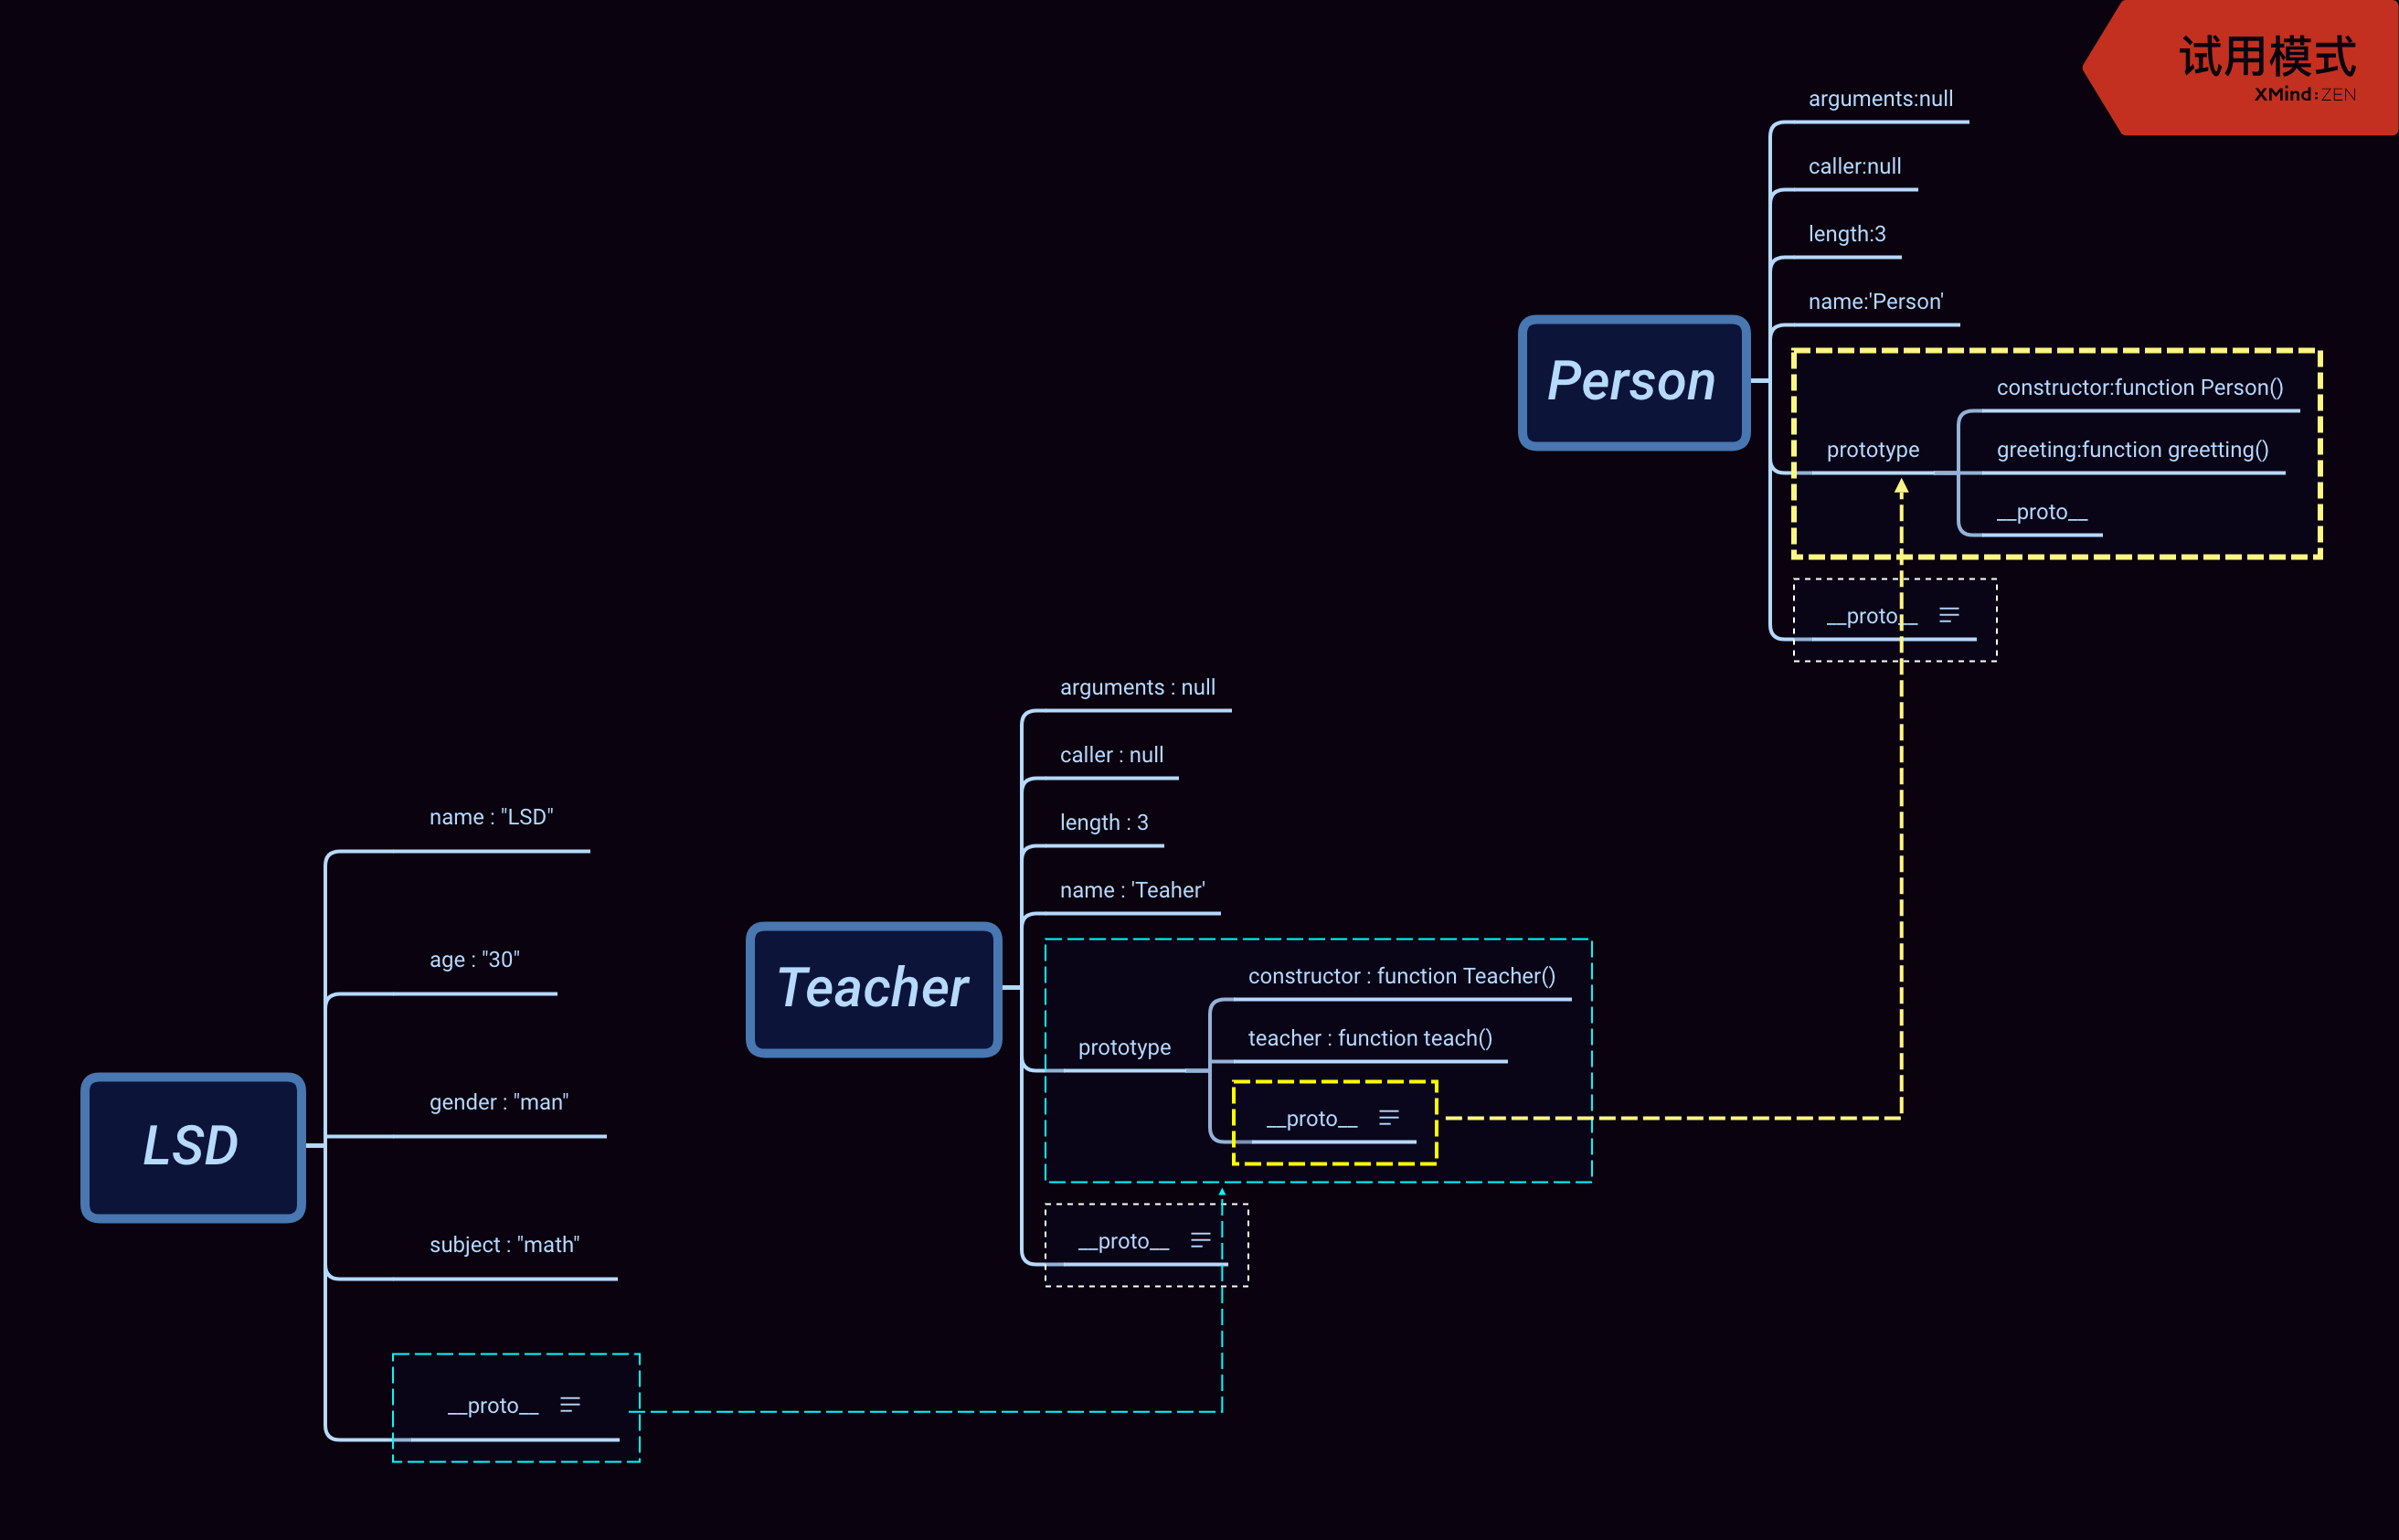 试用模式
XMind:ZEN
arguments:null
caller:null
length:3
name:'Person'
Person
constructor:function Person()
prototype
greeting:function greetting()
__proto__
__proto__
arguments : null
caller : null
length : 3
name : 'Teaher'
Teacher
constructor : function Teacher()
prototype
teacher : function teach()
__proto__
__proto__
name : "LSD"
age : "30"
gender : "man"
LSD
subject : "math"
__proto__